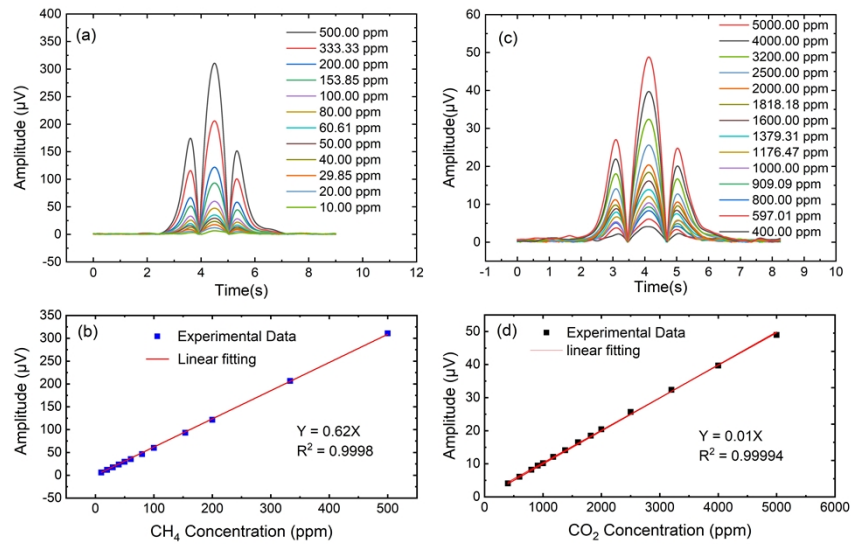 (a)
400
350
300
250
200
150
100
50
0
-50
Amplitude (µV)
0 2 4 6 8 10 12
Time(s)
500.00 ppm
333.33 ppm
200.00 ppm
153.85 ppm
100.00 ppm
80.00 ppm
60.61 ppm
50.00 ppm
40.00 ppm
29.85 ppm
20.00 ppm
10.00 ppm
(c)
60
50
40
30
20
10
0
Amplitude(µV)
-1 0 1 2 3 4 5 6 7 8 9 10
Time(s)
5000.00 ppm
4000.00 ppm
3200.00 ppm
2500.00 ppm
2000.00 ppm
1818.18 ppm
1600.00 ppm
1379.31 ppm
1176.47 ppm
1000.00 ppm
909.09 ppm
800.00 ppm
597.01 ppm
400.00 ppm
(b)
350
300
250
200
150
100
50
0
-50
Amplitude (µV)
Experimental Data
Linear fitting
Y = 0.62X
R² = 0.9998
0 100 200 300 400 500
CH₄ Concentration (ppm)
(d)
50
40
30
20
10
0
Amplitude (µV)
Experimental Data
linear fitting
Y = 0.01X
R² = 0.99994
0 1000 2000 3000 4000 5000 6000
CO₂ Concentration (ppm)